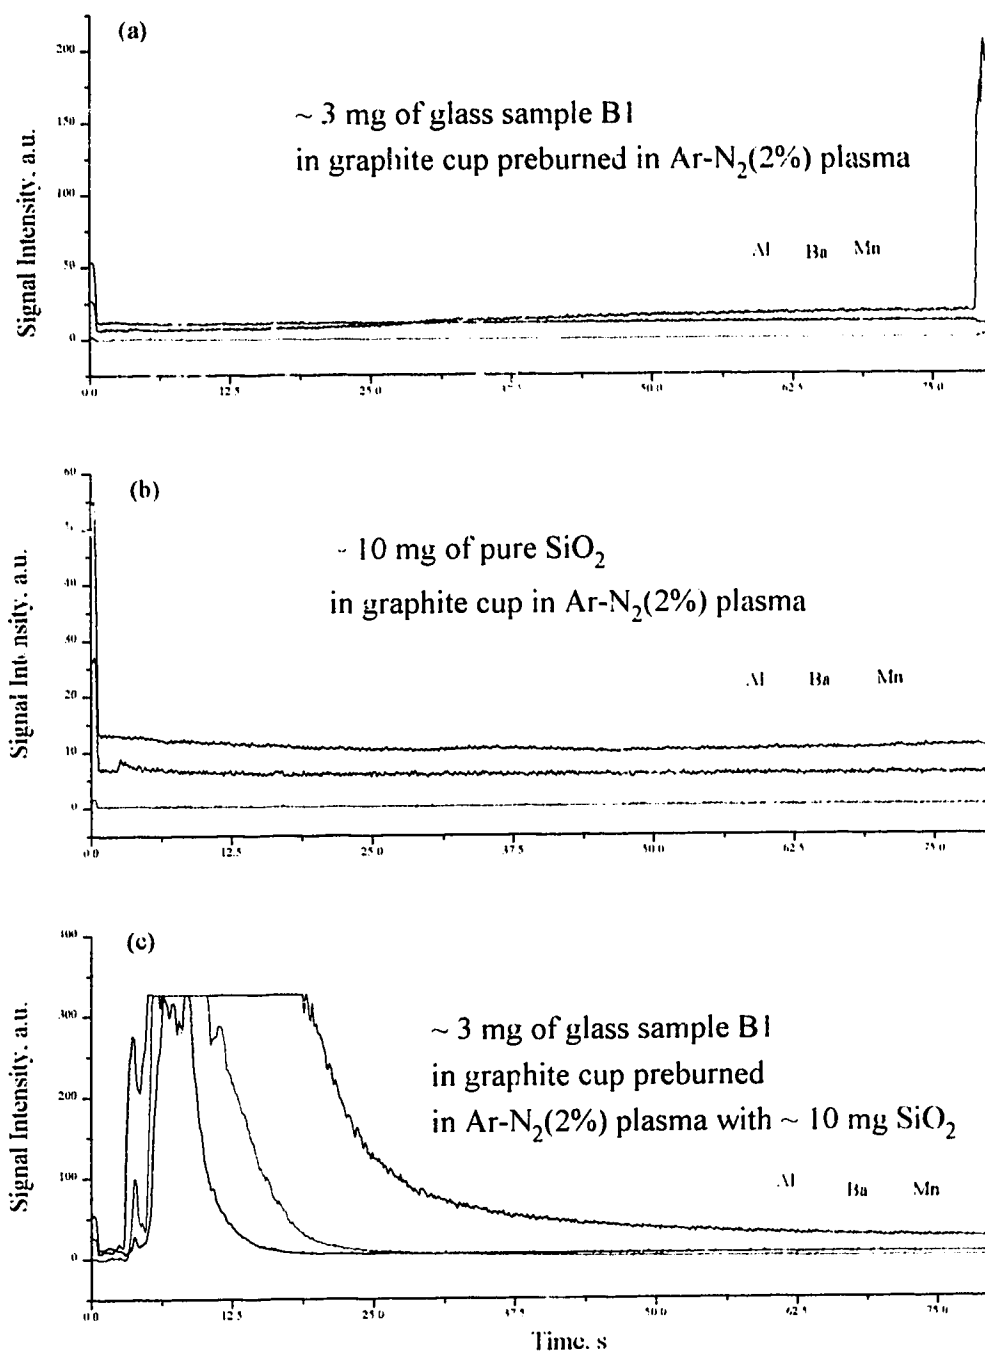 (a)
200
150
100
50
0
~ 3 mg of glass sample B1
in graphite cup preburned in Ar-N₂(2%) plasma
Al Ba Mn
Signal Intensity, a.u.
0.0 12.5 25.0 37.5 50.0 62.5 75.0
(b)
60
40
30
20
10
0
~ 10 mg of pure SiO₂
in graphite cup in Ar-N₂(2%) plasma
Al Ba Mn
Signal Intensity, a.u.
0.0 12.5 25.0 37.5 50.0 62.5 75.0
(c)
400
300
200
100
0
~ 3 mg of glass sample B1
in graphite cup preburned
in Ar-N₂(2%) plasma with ~ 10 mg SiO₂
Al Ba Mn
Signal Intensity, a.u.
0.0 12.5 25.0 37.5 50.0 62.5 75.0
Time, s